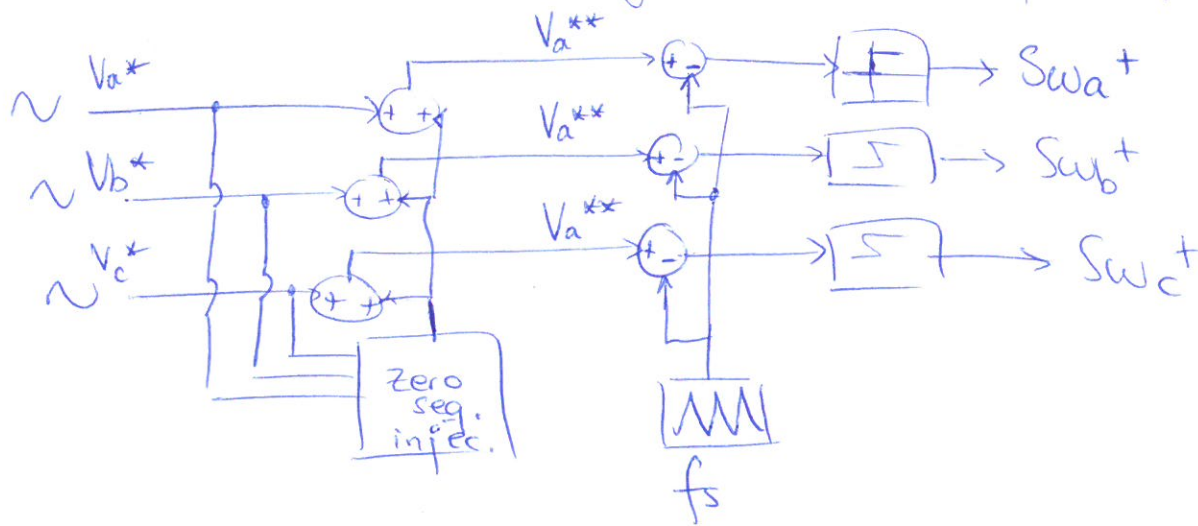 Va**
Va*
+ -
Swa+
+ +
Va**
Vb*
+ -
Swb+
+ +
Va**
Vc*
+ -
Swc+
+ +
Zero
seq.
injec.
fs